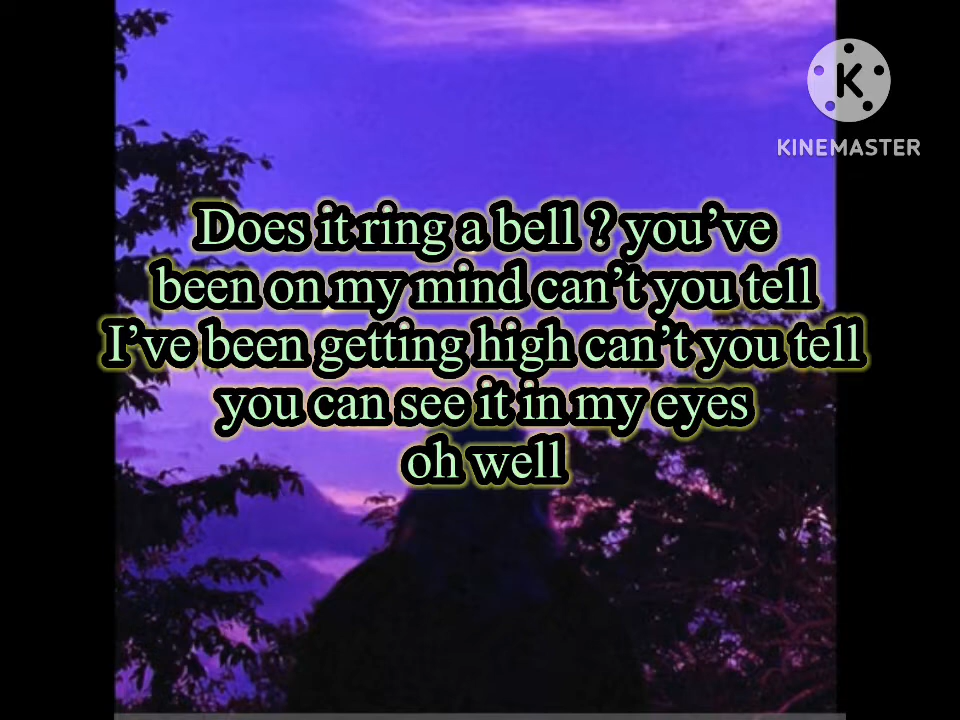 KINEMASTER
Does it ring a bell ? you’ve
been on my mind can’t you tell
I’ve been getting high can’t you tell
you can see it in my eyes
oh well